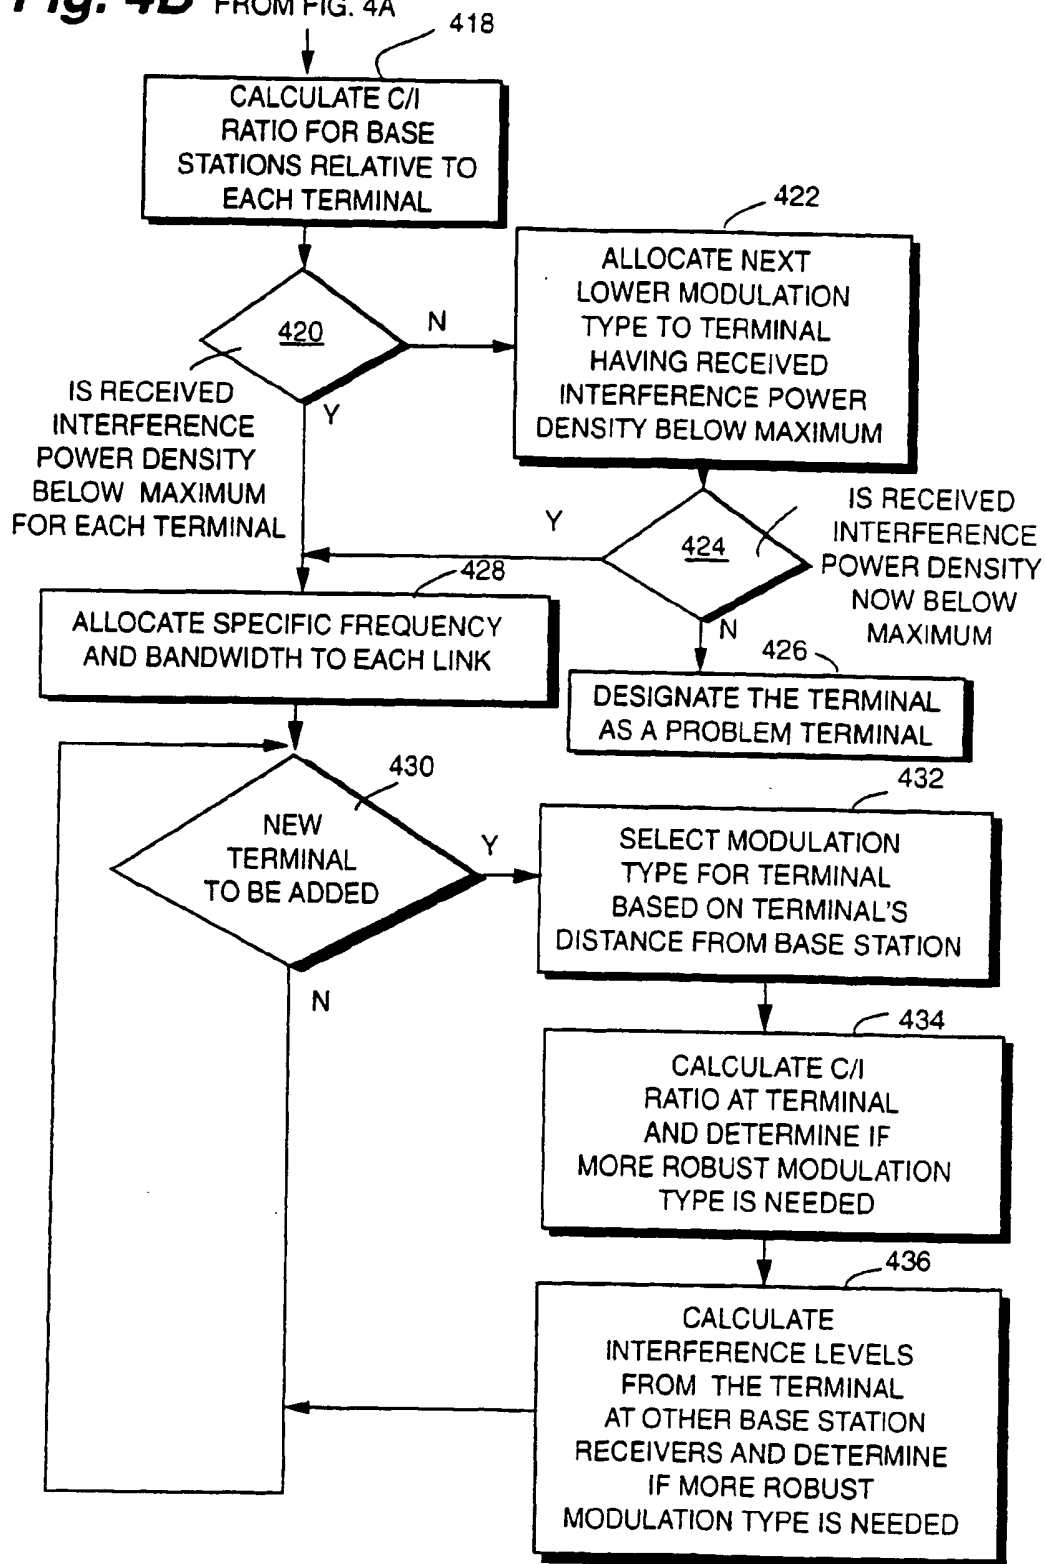 Fig. 4B FROM FIG. 4A
418
CALCULATE C/I
RATIO FOR BASE
STATIONS RELATIVE TO
EACH TERMINAL
422
ALLOCATE NEXT
LOWER MODULATION
TYPE TO TERMINAL
HAVING RECEIVED
INTERFERENCE POWER
DENSITY BELOW MAXIMUM
420
N
Y
IS RECEIVED
INTERFERENCE
POWER DENSITY
BELOW MAXIMUM
FOR EACH TERMINAL
424
Y
N
IS RECEIVED
INTERFERENCE
POWER DENSITY
NOW BELOW
MAXIMUM
428
ALLOCATE SPECIFIC FREQUENCY
AND BANDWIDTH TO EACH LINK
426
DESIGNATE THE TERMINAL
AS A PROBLEM TERMINAL
430
NEW
TERMINAL
TO BE ADDED
Y
N
432
SELECT MODULATION
TYPE FOR TERMINAL
BASED ON TERMINAL'S
DISTANCE FROM BASE STATION
434
CALCULATE C/I
RATIO AT TERMINAL
AND DETERMINE IF
MORE ROBUST MODULATION
TYPE IS NEEDED
436
CALCULATE
INTERFERENCE LEVELS
FROM THE TERMINAL
AT OTHER BASE STATION
RECEIVERS AND DETERMINE
IF MORE ROBUST
MODULATION TYPE IS NEEDED